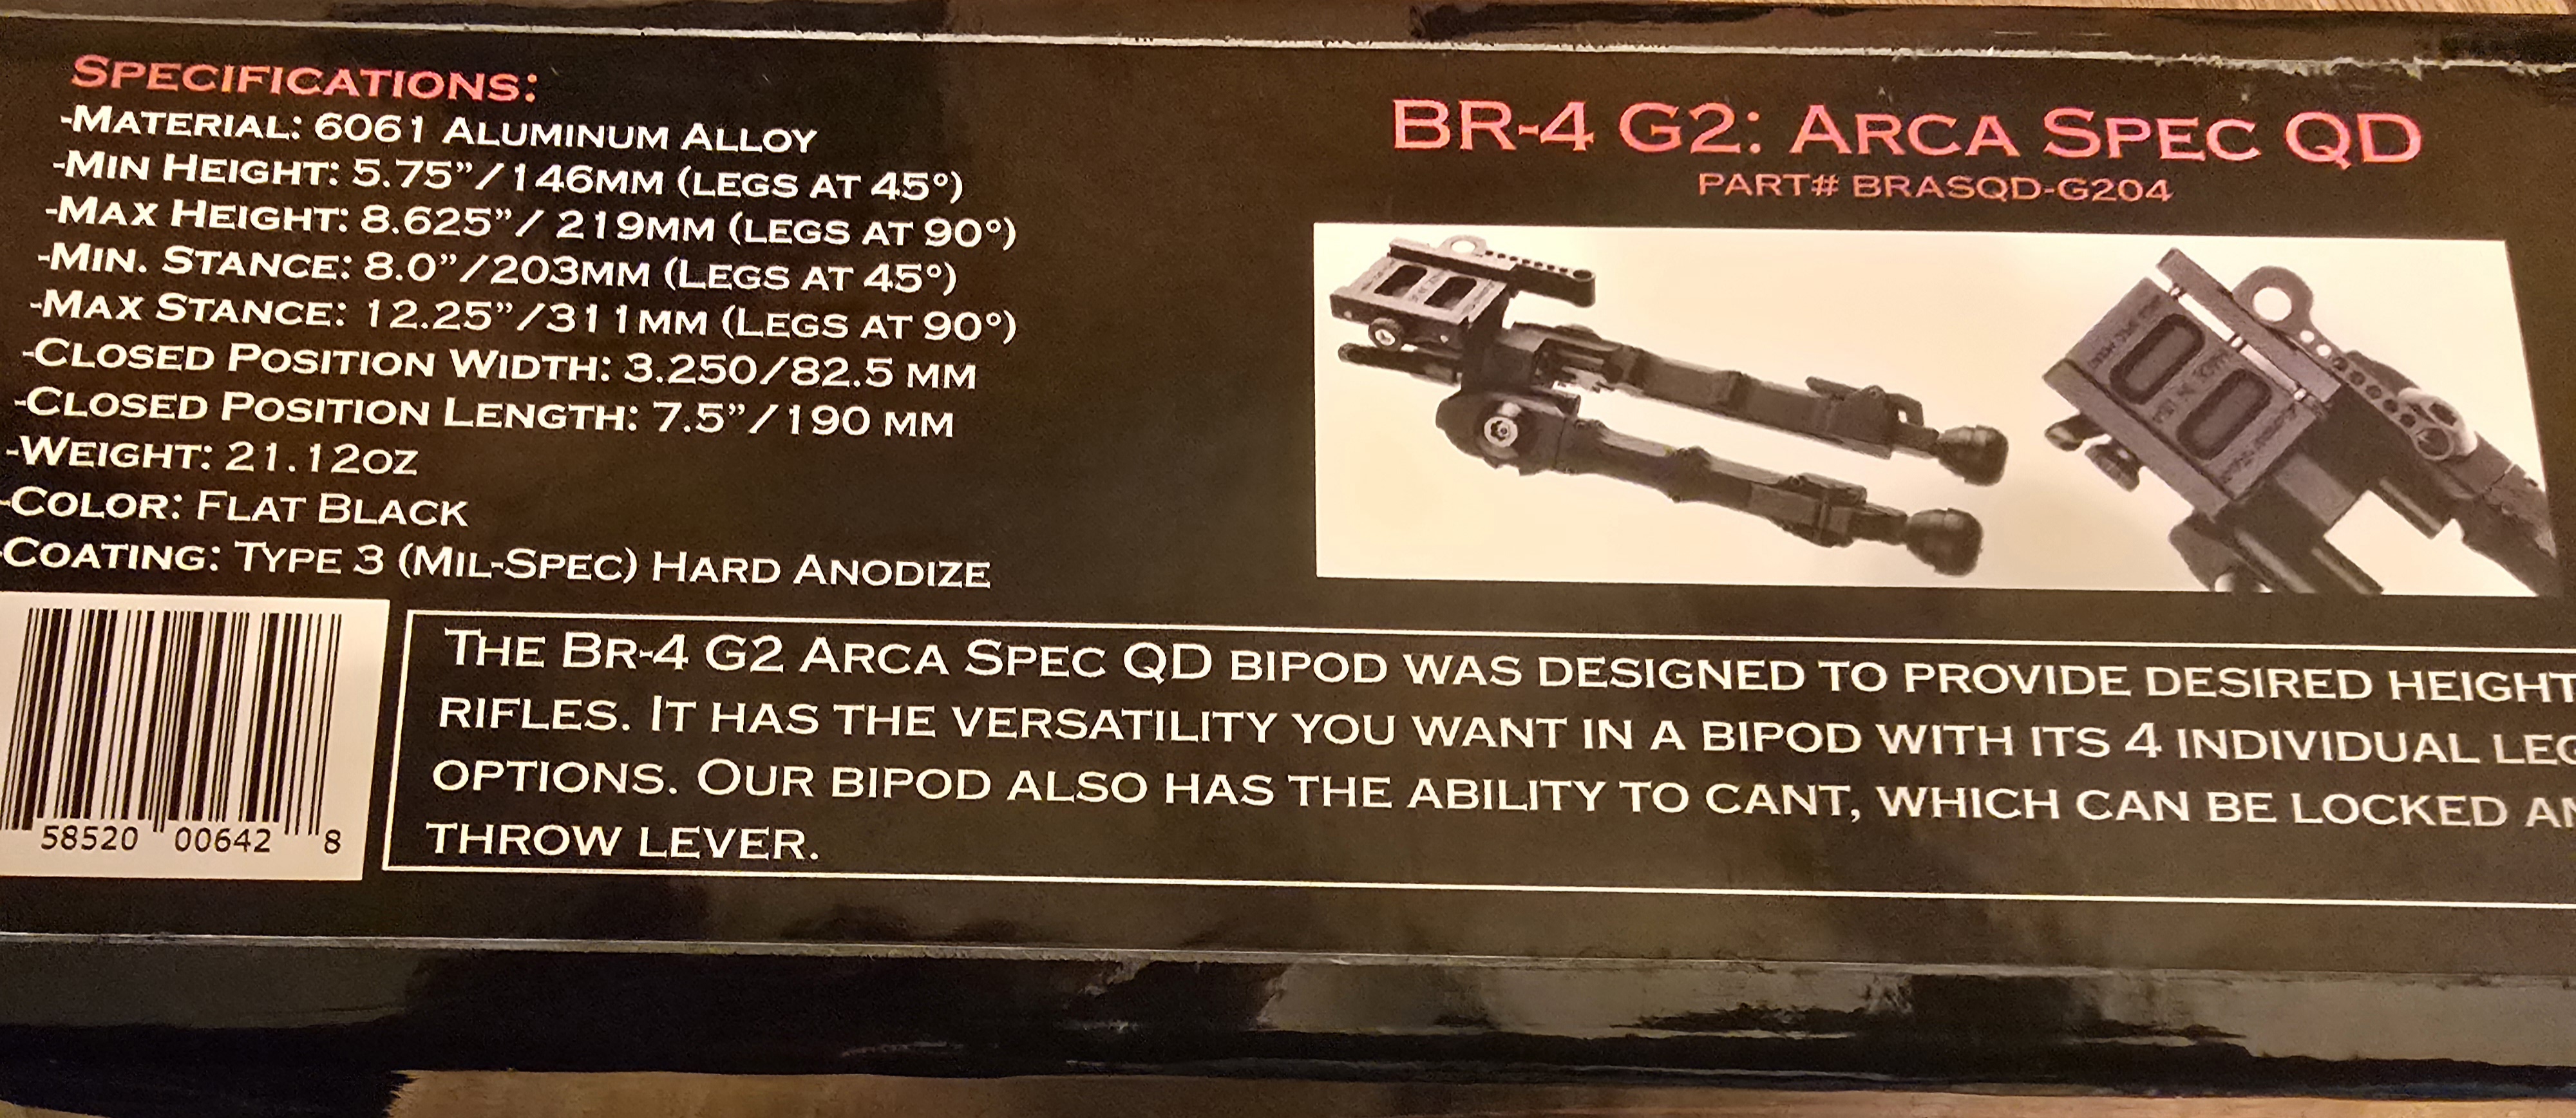 SPECIFICATIONS:
-MATERIAL: 6061 ALUMINUM ALLOY
-MIN HEIGHT: 5.75”/146MM (LEGS AT 45°)
-MAX HEIGHT: 8.625”/ 219MM (LEGS AT 90°)
-MIN. STANCE: 8.0”/203MM (LEGS AT 45°)
-MAX STANCE: 12.25”/311MM (LEGS AT 90°)
-CLOSED POSITION WIDTH: 3.250/82.5 MM
-CLOSED POSITION LENGTH: 7.5”/190 MM
-WEIGHT: 21.12OZ
-COLOR: FLAT BLACK
-COATING: TYPE 3 (MIL-SPEC) HARD ANODIZE
58520 00642 8
BR-4 G2: ARCA SPEC QD
PART# BRASQD-G204
THE BR-4 G2 ARCA SPEC QD BIPOD WAS DESIGNED TO PROVIDE DESIRED HEIGHT
RIFLES. IT HAS THE VERSATILITY YOU WANT IN A BIPOD WITH ITS 4 INDIVIDUAL
OPTIONS. OUR BIPOD ALSO HAS THE ABILITY TO CANT, WHICH CAN BE LOCKED
THROW LEVER.